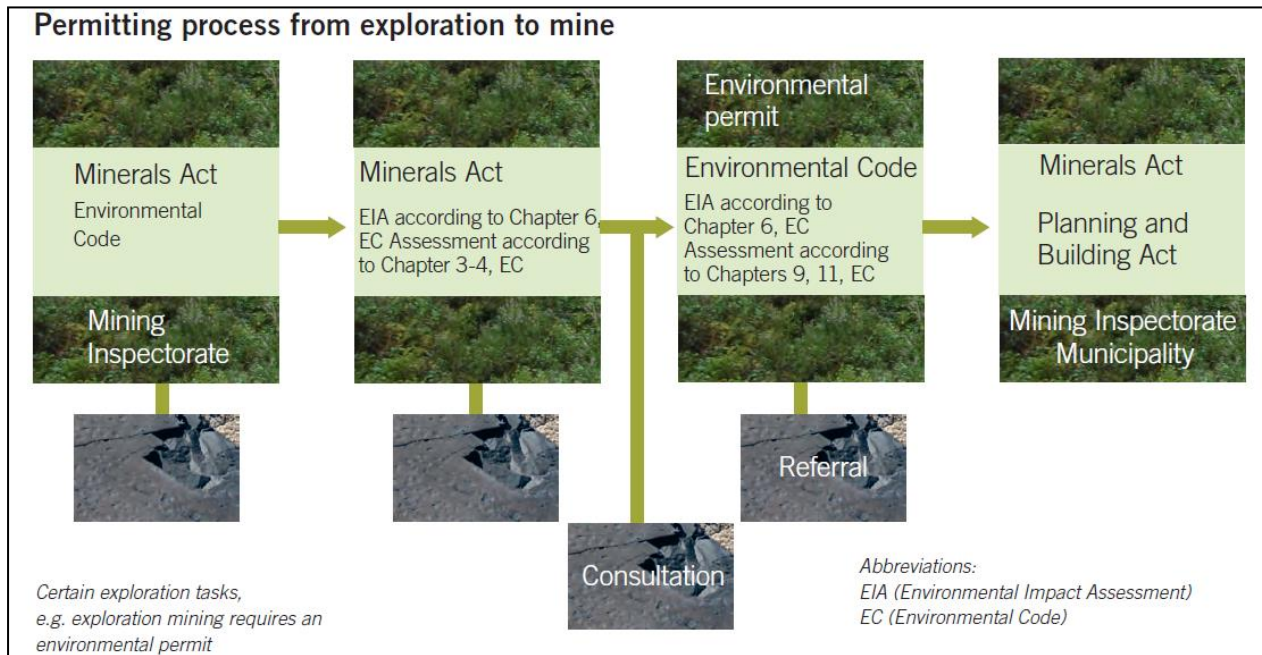 Permitting process from exploration to mine
Minerals Act
Environmental
Code
Mining
Inspectorate
Minerals Act
EIA according to Chapter 6,
EC Assessment according
to Chapter 3-4, EC
Environmental
permit
Environmental Code
EIA according to
Chapter 6, EC
Assessment according
to Chapters 9, 11, EC
Minerals Act
Planning and
Building Act
Mining Inspectorate
Municipality
Referral
Consultation
Certain exploration tasks,
e.g. exploration mining requires an
environmental permit
Abbreviations:
EIA (Environmental Impact Assessment)
EC (Environmental Code)